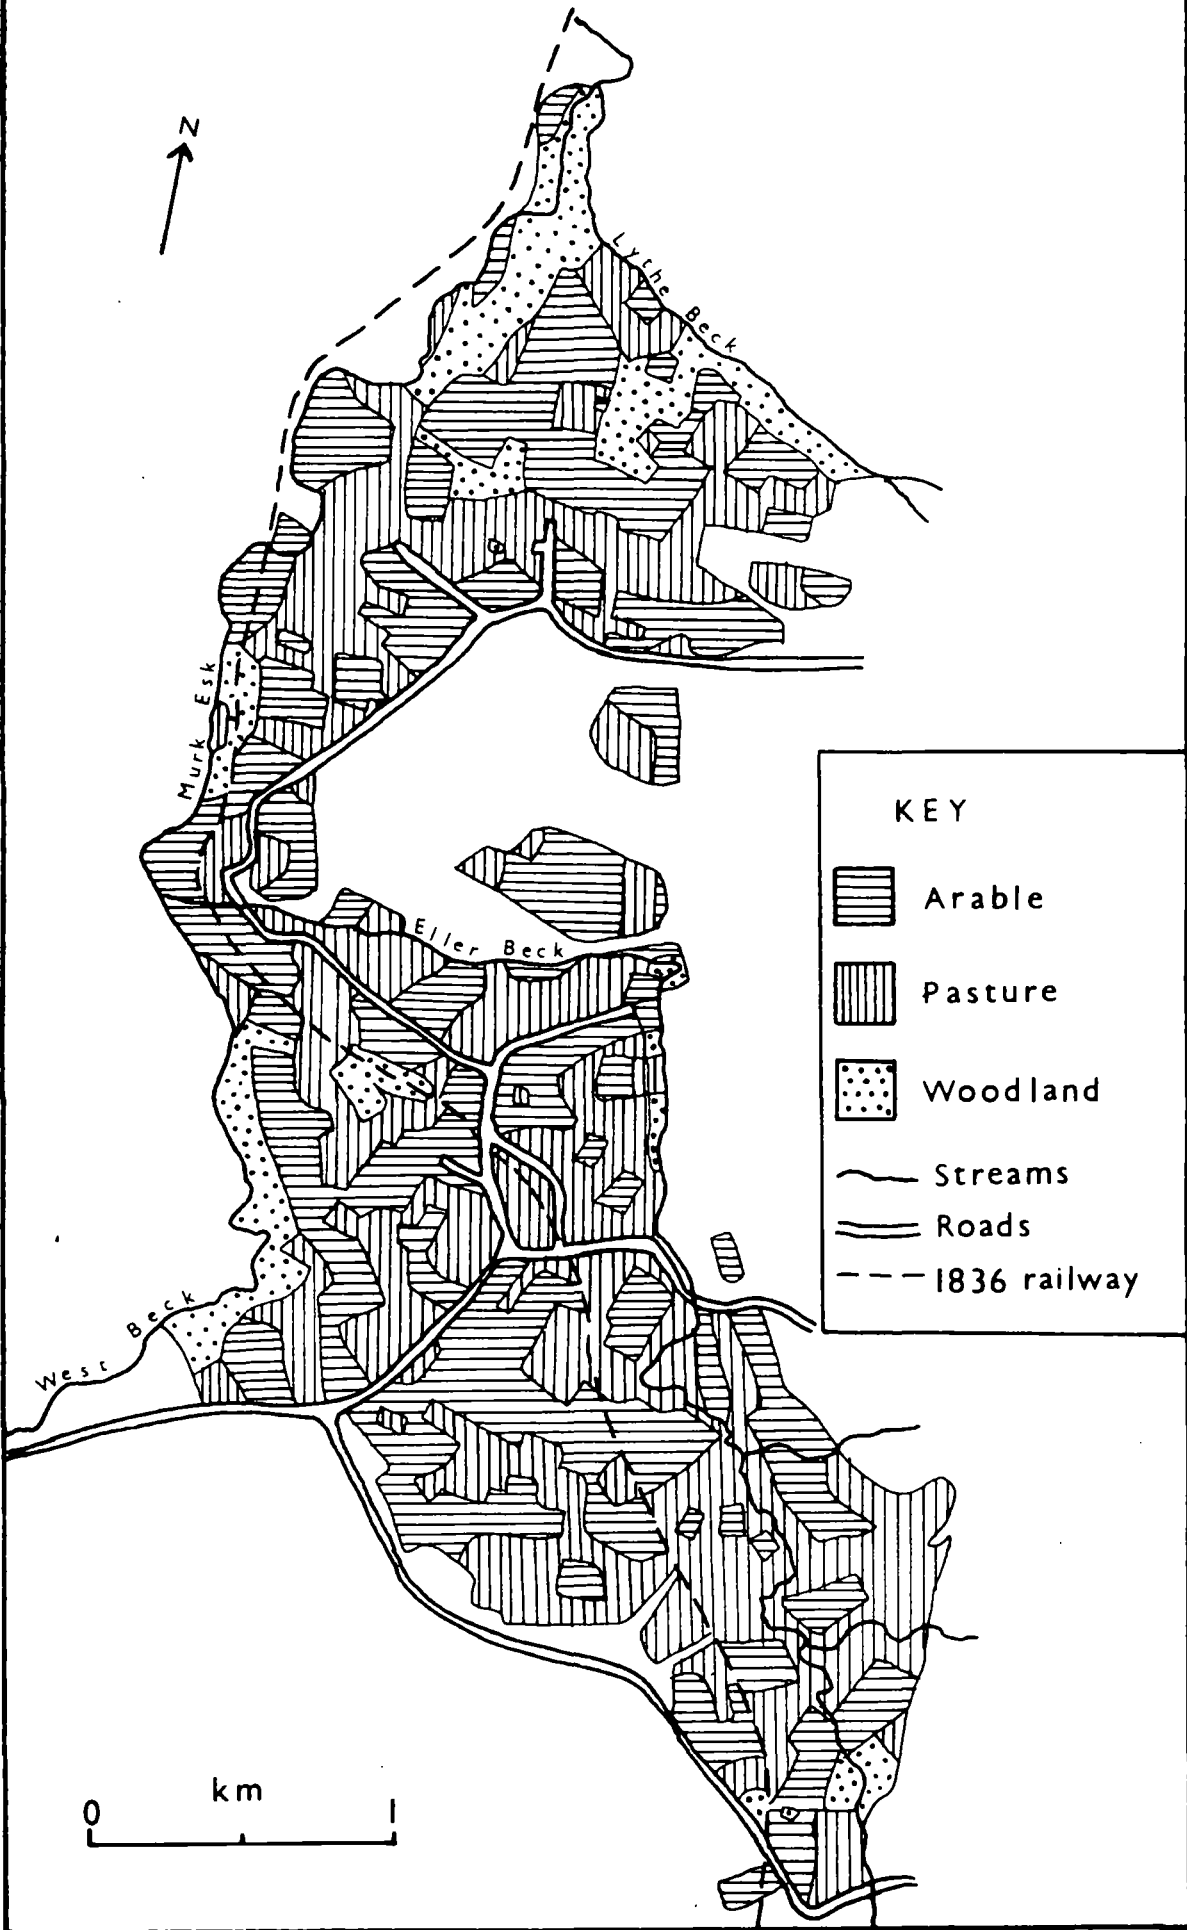 N
Lythe Beck
Murk Esk
Eller Beck
West Beck
KEY
Arable
Pasture
Woodland
Streams
Roads
1836 railway
km
0 1